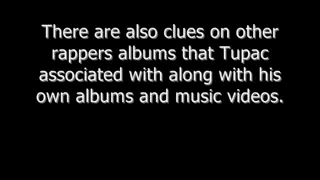 There are also clues on other
rappers albums that Tupac
associated with along with his
own albums and music videos.